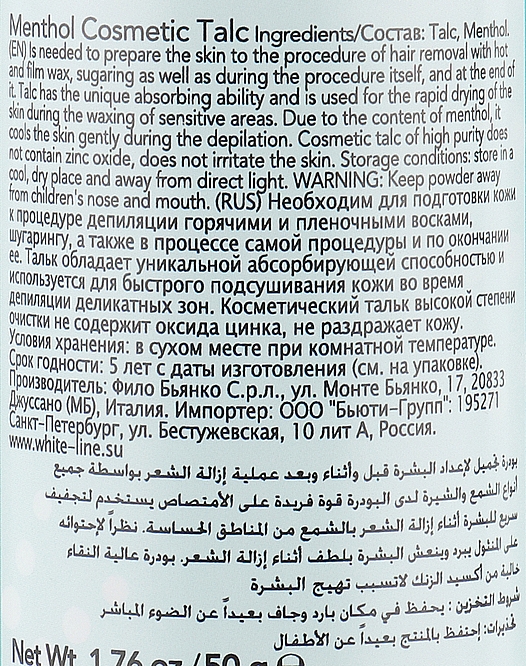 Menthol Cosmetic Talc Ingredients/Состав: Talc, Menthol.
(EN) Is needed to prepare the skin to the procedure of hair removal with hot
and film wax, sugaring as well as during the procedure itself, and at the end of
it. Talc has the unique absorbing ability and is used for the rapid drying of the
skin during the waxing of sensitive areas. Due to the content of menthol, it
cools the skin gently during the depilation. Cosmetic talc of high purity does
not contain zinc oxide, does not irritate the skin. Storage conditions: store in a
cool, dry place and away from direct light. WARNING: Keep powder away
from children's nose and mouth. (RUS) Необходим для подготовки кожи
к процедуре депиляции горячими и пленочными восками,
шугарингу, а также в процессе самой процедуры и по окончании
ее. Тальк обладает уникальной абсорбирующей способностью и
используется для быстрого подсушивания кожи во время
депиляции деликатных зон. Косметический тальк высокой степени
очистки не содержит оксида цинка, не раздражает кожу.
Условия хранения: в сухом месте при комнатной температуре.
Срок годности: 5 лет с даты изготовления (см. на упаковке).
Производитель: Фило Бьянко С.р.л., ул. Монте Бьянко, 17, 20833
Джуссано (МБ), Италия. Импортер: ООО "Бьюти-Групп": 195271
Санкт-Петербург, ул. Бестужевская, 10 лит А, Россия.
www.white-line.su
بودرة تجميل لإعداد البشرة قبل وأثناء وبعد عملية إزالة الشعر بواسطة جميع
أنواع الشمع والشيرة لدى البودرة قوة فريدة على الأمتصاص يستخدم لتجفيف
سريع للبشرة أثناء إزالة الشعر بالشمع من المناطق الحساسة. نظراً لإحتوائه
على المنثول يبرد وينعش البشرة بلطف أثناء إزالة الشعر. بودرة عالية النقاء
خالية من أكسيد الزنك لاتسبب تهيج البشرة
شروط التخزين : يحفظ في مكان بارد وجاف بعيداً عن الضوء المباشر
تحذيرات: إحتفظ بالمنتج بعيداً عن الأطفال
Net Wt. 1.76 oz / 50 g ℮